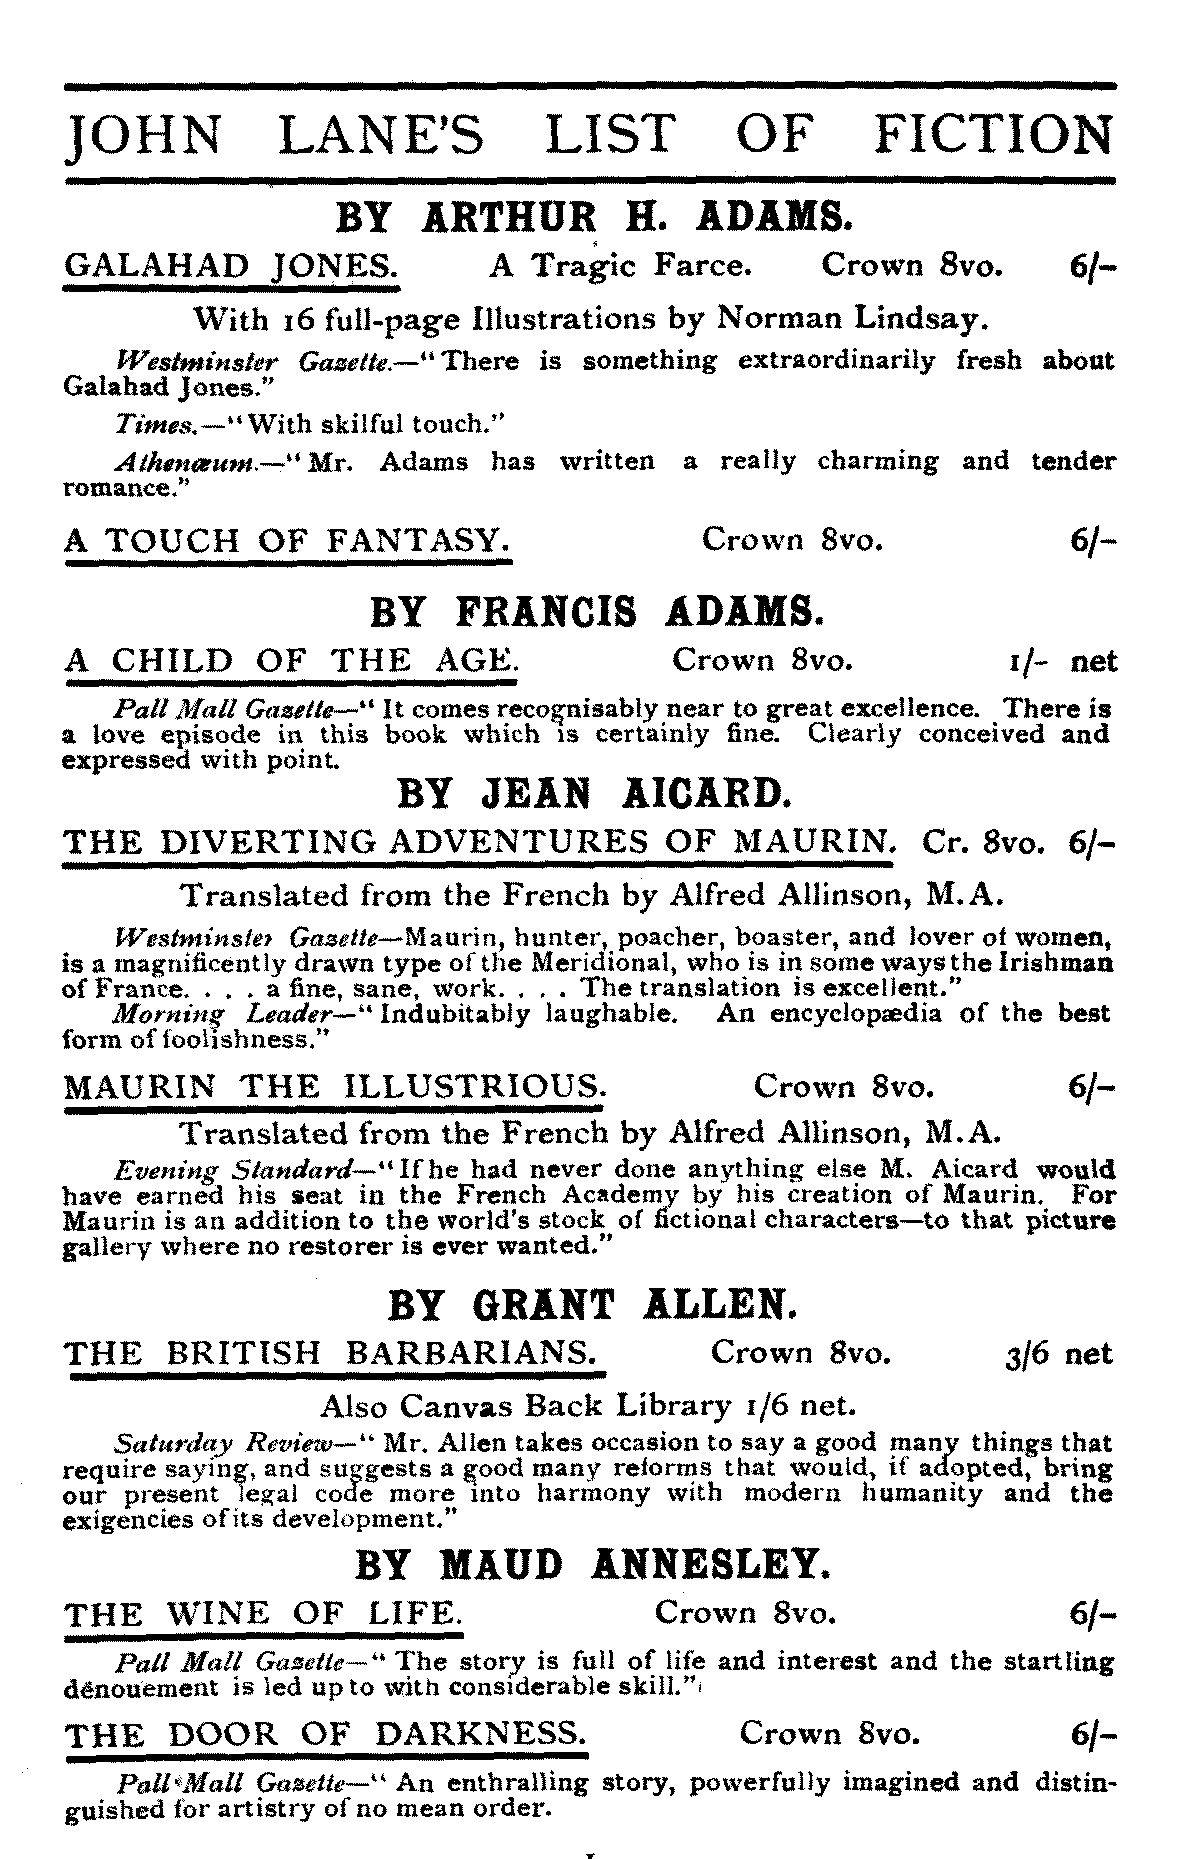 JOHN LANE'S LIST OF FICTION
BY ARTHUR H. ADAMS.
GALAHAD JONES. A Tragic Farce. Crown 8vo. 6/-
With 16 full-page Illustrations by Norman Lindsay.
Westminster Gazette.—“There is something extraordinarily fresh about
Galahad Jones.”
Times.—“With skilful touch.”
Athenæum.—“Mr. Adams has written a really charming and tender
romance.”
A TOUCH OF FANTASY. Crown 8vo. 6/-
BY FRANCIS ADAMS.
A CHILD OF THE AGE. Crown 8vo. 1/- net
Pall Mall Gazette—“It comes recognisably near to great excellence. There is
a love episode in this book which is certainly fine. Clearly conceived and
expressed with point.
BY JEAN AICARD.
THE DIVERTING ADVENTURES OF MAURIN. Cr. 8vo. 6/-
Translated from the French by Alfred Allinson, M.A.
Westminster Gazette—Maurin, hunter, poacher, boaster, and lover of women,
is a magnificently drawn type of the Meridional, who is in some ways the Irishman
of France. . . . a fine, sane, work. . . . The translation is excellent.”
Morning Leader—“Indubitably laughable. An encyclopædia of the best
form of foolishness.”
MAURIN THE ILLUSTRIOUS. Crown 8vo. 6/-
Translated from the French by Alfred Allinson, M.A.
Evening Standard—“If he had never done anything else M. Aicard would
have earned his seat in the French Academy by his creation of Maurin. For
Maurin is an addition to the world's stock of fictional characters—to that picture
gallery where no restorer is ever wanted.”
BY GRANT ALLEN.
THE BRITISH BARBARIANS. Crown 8vo. 3/6 net
Also Canvas Back Library 1/6 net.
Saturday Review—“Mr. Allen takes occasion to say a good many things that
require saying, and suggests a good many reforms that would, if adopted, bring
our present legal code more into harmony with modern humanity and the
exigencies of its development.”
BY MAUD ANNESLEY.
THE WINE OF LIFE. Crown 8vo. 6/-
Pall Mall Gazette—“The story is full of life and interest and the startling
dénouement is led up to with considerable skill.”
THE DOOR OF DARKNESS. Crown 8vo. 6/-
Pall Mall Gazette—“An enthralling story, powerfully imagined and distin-
guished for artistry of no mean order.